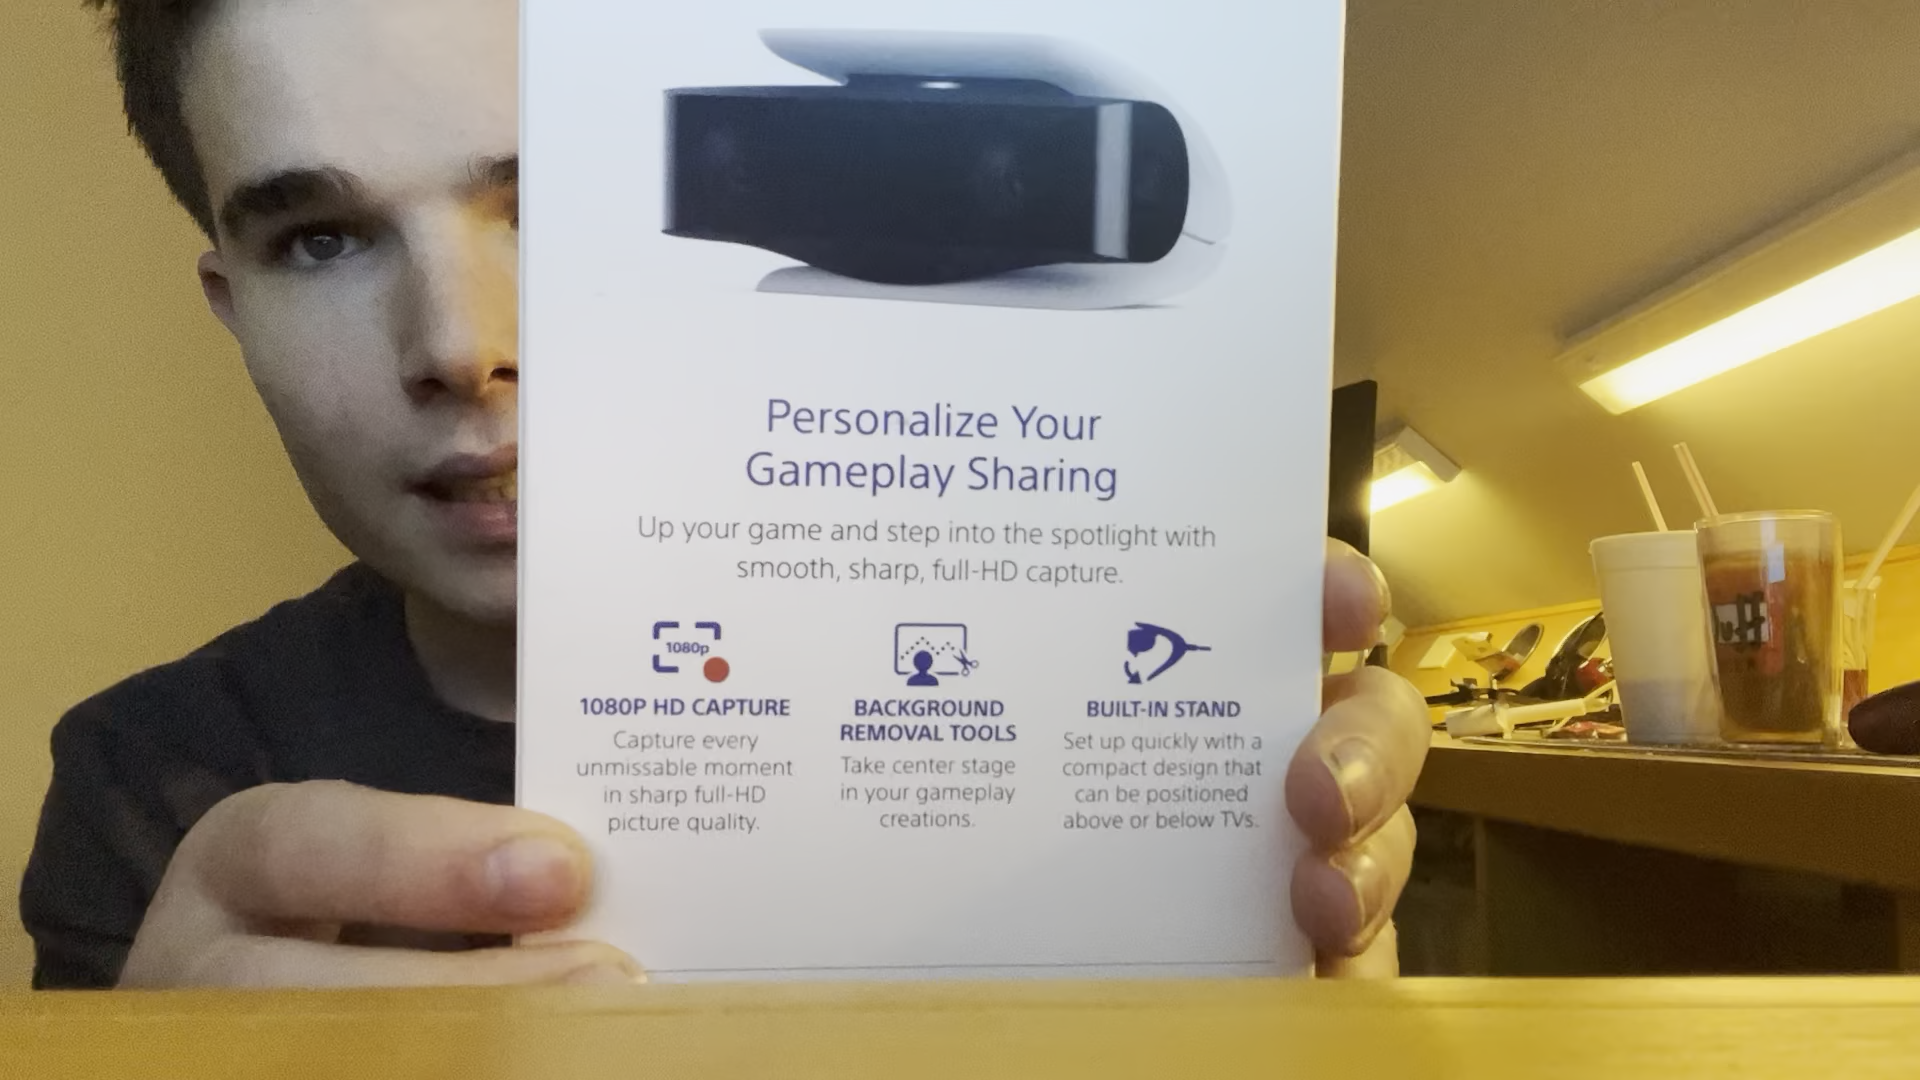 Personalize Your
Gameplay Sharing
Up your game and step into the spotlight with
smooth, sharp, full-HD capture.
1080p
1080P HD CAPTURE
Capture every
unmissable moment
in sharp full-HD
picture quality.
BACKGROUND
REMOVAL TOOLS
Take center stage
in your gameplay
creations.
BUILT-IN STAND
Set up quickly with a
compact design that
can be positioned
above or below TVs.